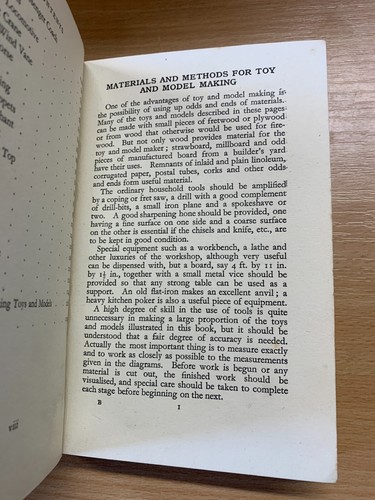 CONTENTS
Locomotive
Crane
Wind Vane
Top
ing Toys and Models
viii
MATERIALS AND METHODS FOR TOY
AND MODEL MAKING
One of the advantages of toy and model making is
the possibility of using up odds and ends of materials.
Many of the toys and models described in these pages
can be made with small pieces of fretwood or plywood
or from wood that otherwise would be used for fire-
wood. But not only wood provides material for the
toy and model maker; strawboard, millboard and odd
pieces of manufactured board from a builder's yard
have their uses. Remnants of inlaid and plain linoleum,
corrugated paper, postal tubes, corks and other odds
and ends form useful material.
The ordinary household tools should be amplified
by a coping or fret saw, a drill with a good complement
of drill-bits, a small iron plane and a spokeshave or
two. A good sharpening hone should be provided, one
having a fine surface on one side and a coarse surface
on the other is essential if the chisels and knife, etc., are
to be kept in good condition.
Special equipment such as a workbench, a lathe and
other luxuries of the workshop, although very useful
can be dispensed with, but a board, say 4 ft. by 11 in.
by 1½ in., together with a small metal vice should be
provided so that any strong table can be used as a
support. An old flat-iron makes an excellent anvil; a
heavy kitchen poker is also a useful piece of equipment.
A high degree of skill in the use of tools is quite
unnecessary in making a large proportion of the toys
and models illustrated in this book, but it should be
understood that a fair degree of accuracy is needed.
Actually the most important thing is to measure exactly
and to work as closely as possible to the measurements
given in the diagrams. Before work is begun or any
material is cut out, the finished work should be
visualised, and special care should be taken to complete
each stage before beginning on the next.
B 1